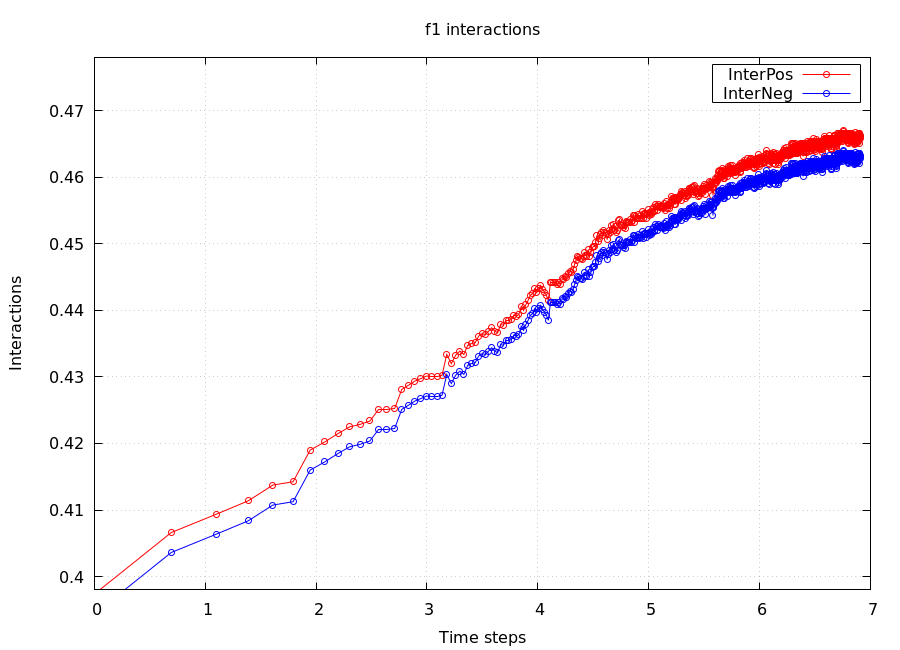 f1 interactions
InterPos
InterNeg
0.47
0.46
0.45
0.44
0.43
0.42
0.41
0.4
Interactions
0 1 2 3 4 5 6 7
Time steps